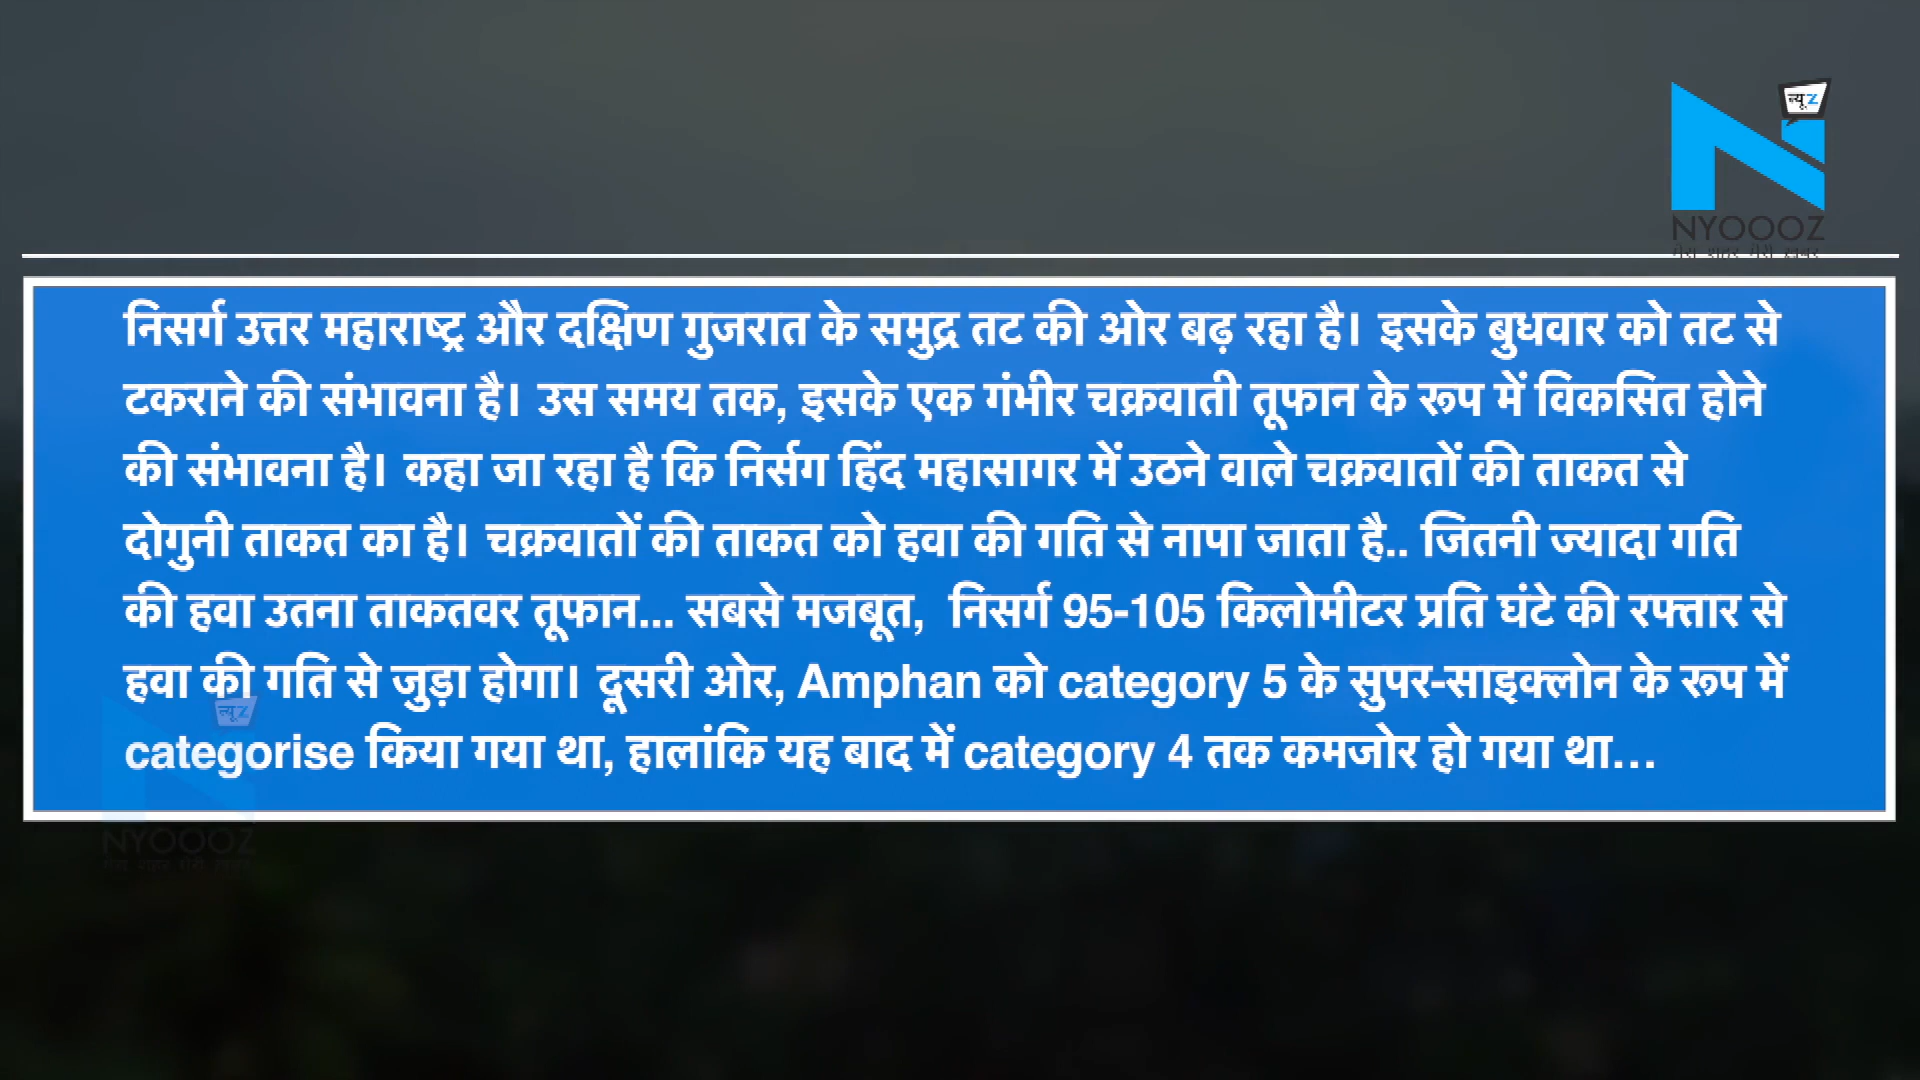 न्यूz
NYOOOZ
निसर्ग उत्तर महाराष्ट्र और दक्षिण गुजरात के समुद्र तट की ओर बढ़ रहा है। इसके बुधवार को तट से
टकराने की संभावना है। उस समय तक, इसके एक गंभीर चक्रवाती तूफान के रूप में विकसित होने
की संभावना है। कहा जा रहा है कि निर्सग हिंद महासागर में उठने वाले चक्रवातों की ताकत से
दोगुनी ताकत का है। चक्रवातों की ताकत को हवा की गति से नापा जाता है.. जितनी ज्यादा गति
की हवा उतना ताकतवर तूफान... सबसे मजबूत, निसर्ग 95-105 किलोमीटर प्रति घंटे की रफ्तार से
हवा की गति से जुड़ा होगा। दूसरी ओर, Amphan को category 5 के सुपर-साइक्लोन के रूप में
categorise किया गया था, हालांकि यह बाद में category 4 तक कमजोर हो गया था...
न्यूz
NYOOOZ